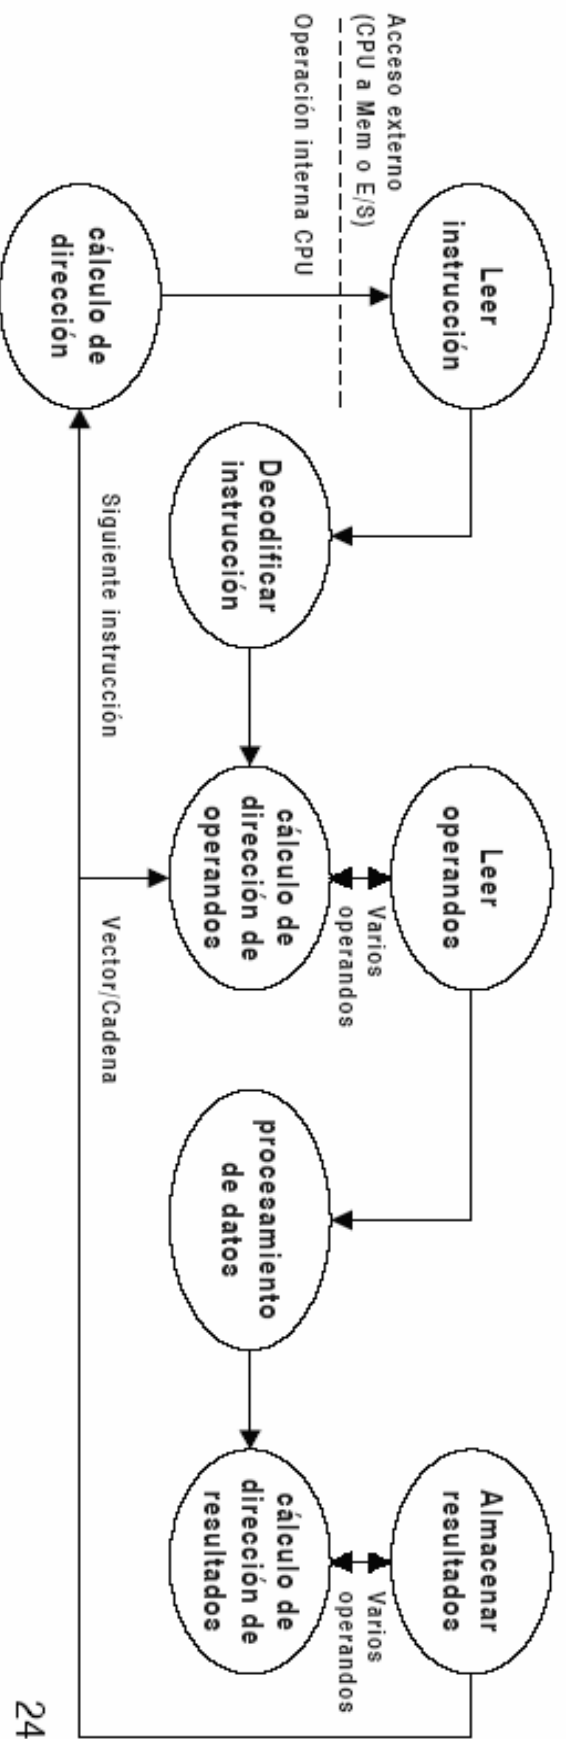 Acceso externo
(CPU a Mem o E/S)
Operación interna CPU
Leer
instrucción
cálculo de
dirección
Decodificar
instrucción
Siguiente instrucción
Leer
operandos
Varios
operandos
cálculo de
dirección de
operandos
Vector/Cadena
procesamiento
de datos
Almacenar
resultados
Varios
operandos
cálculo de
dirección de
resultados
24